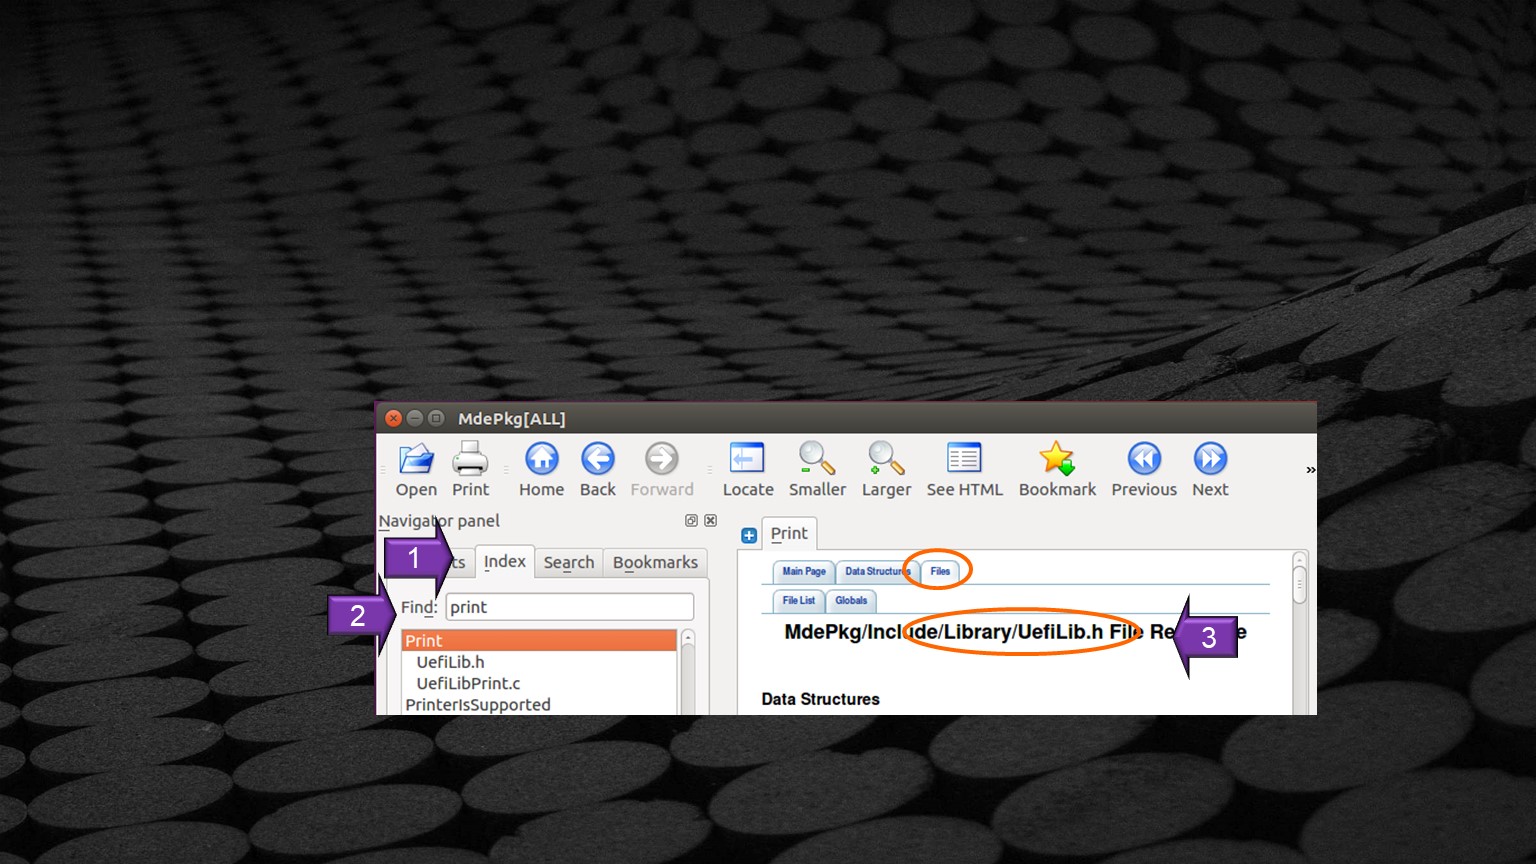 MdePkg[ALL]
Open Print Home Back Forward Locate Smaller Larger See HTML Bookmark Previous Next »
Navigator panel
Print
1
ts Index Search Bookmarks
Main Page Data Structures Files
2
Find: print
File List Globals
MdePkg/Include/Library/UefiLib.h File Re e
3
Print
UefiLib.h
UefiLibPrint.c
PrinterIsSupported
Data Structures